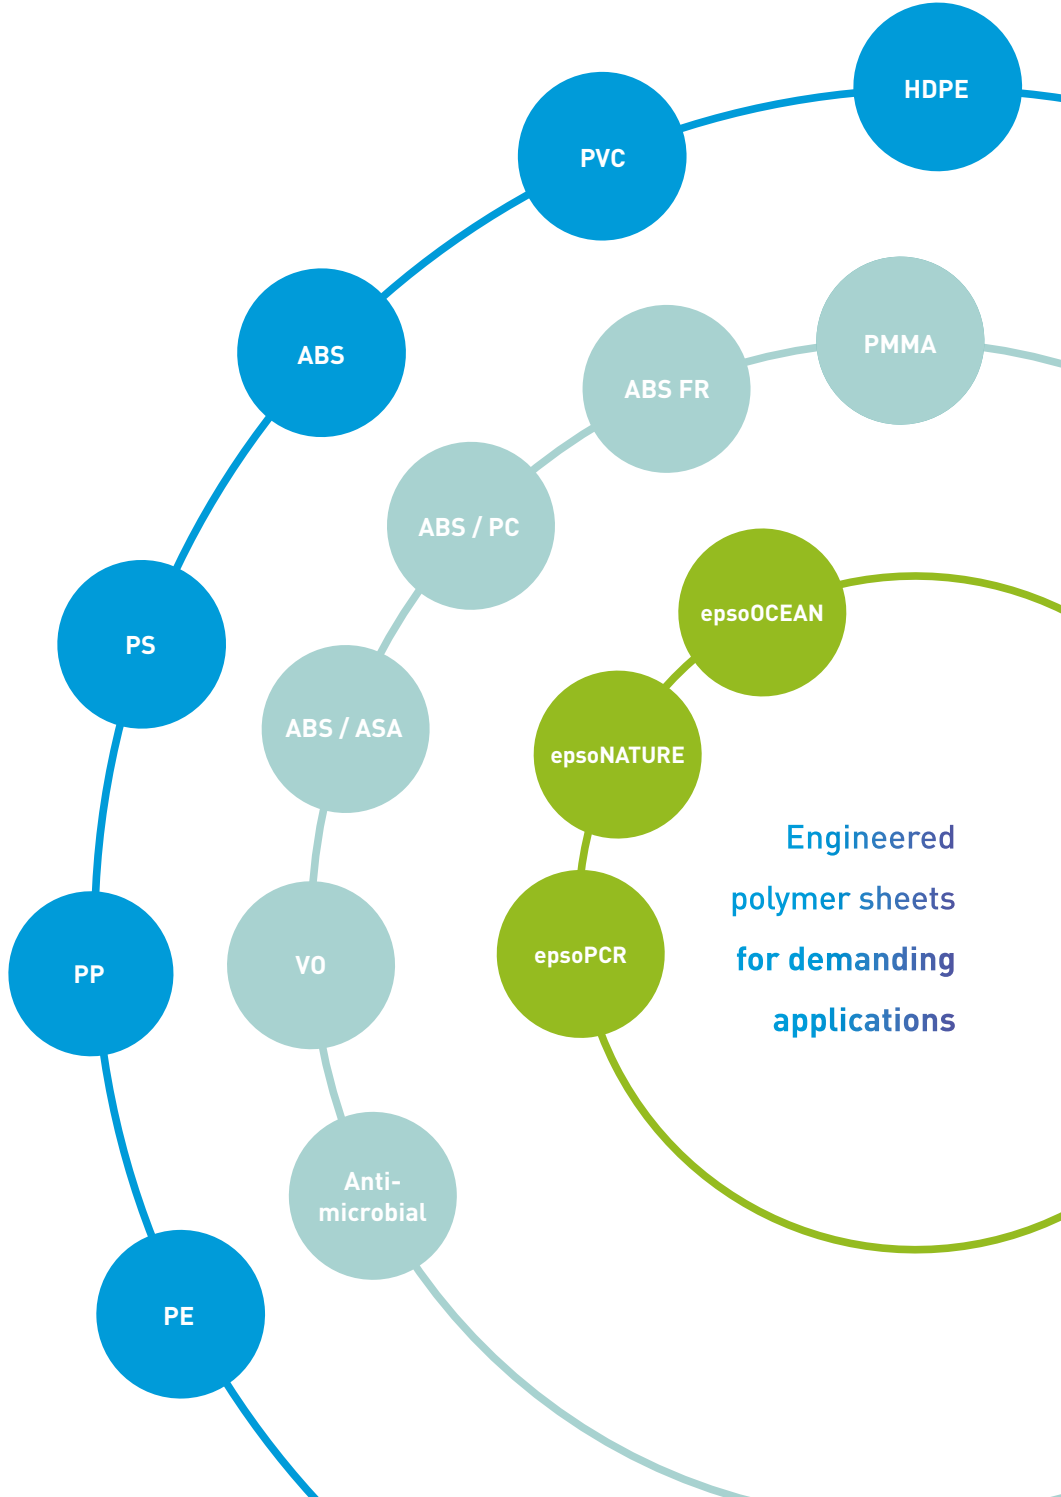 HDPE
PVC
ABS
PS
PP
PE
PMMA
ABS FR
ABS / PC
ABS / ASA
VO
Anti-
microbial
epsoOCEAN
epsoNATURE
epsoPCR
Engineered
polymer sheets
for demanding
applications